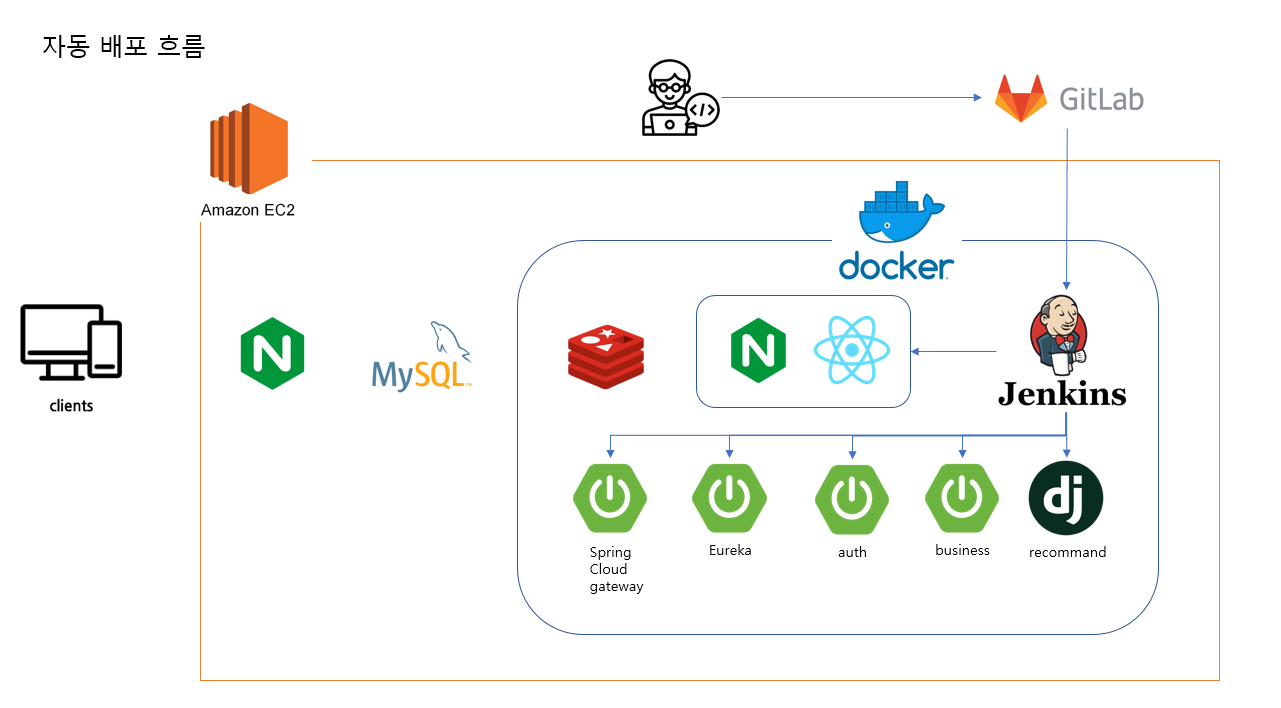 자동 배포 흐름
GitLab
Amazon EC2
docker
clients
MySQL
Jenkins
Spring
Cloud
gateway
Eureka
auth
business
dj
recommand